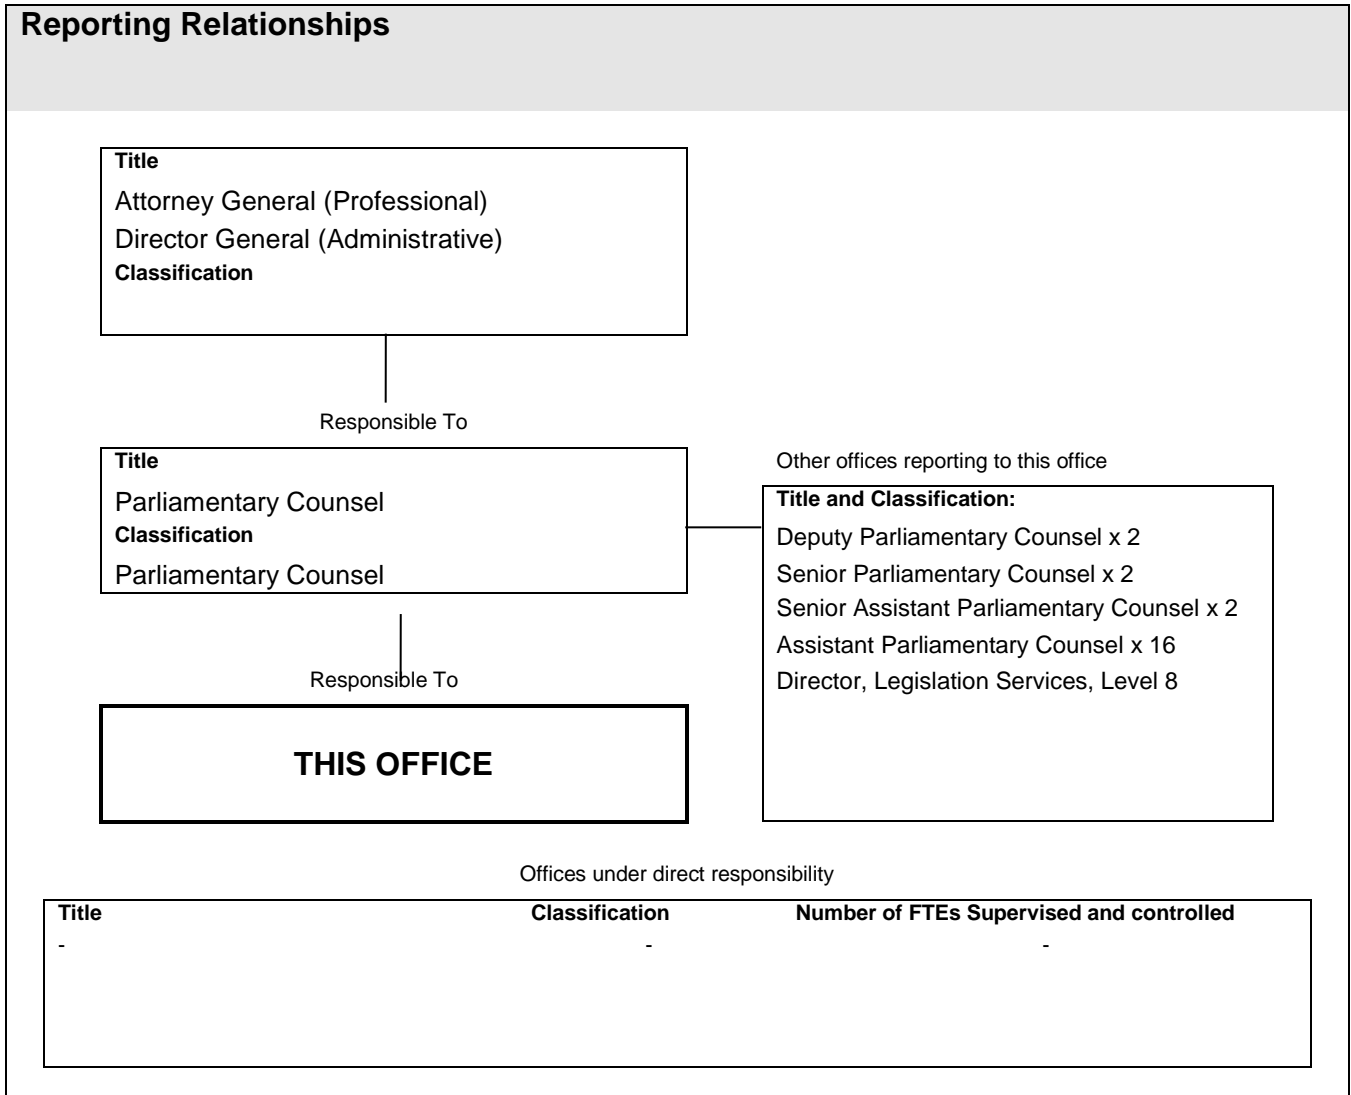 Reporting Relationships
Title
Attorney General (Professional)
Director General (Administrative)
Classification
Responsible To
Title
Parliamentary Counsel
Classification
Parliamentary Counsel
Other offices reporting to this office
Title and Classification:
Deputy Parliamentary Counsel x 2
Senior Parliamentary Counsel x 2
Senior Assistant Parliamentary Counsel x 2
Assistant Parliamentary Counsel x 16
Director, Legislation Services, Level 8
Responsible To
THIS OFFICE
Offices under direct responsibility
Title Classification Number of FTEs Supervised and controlled
- - -